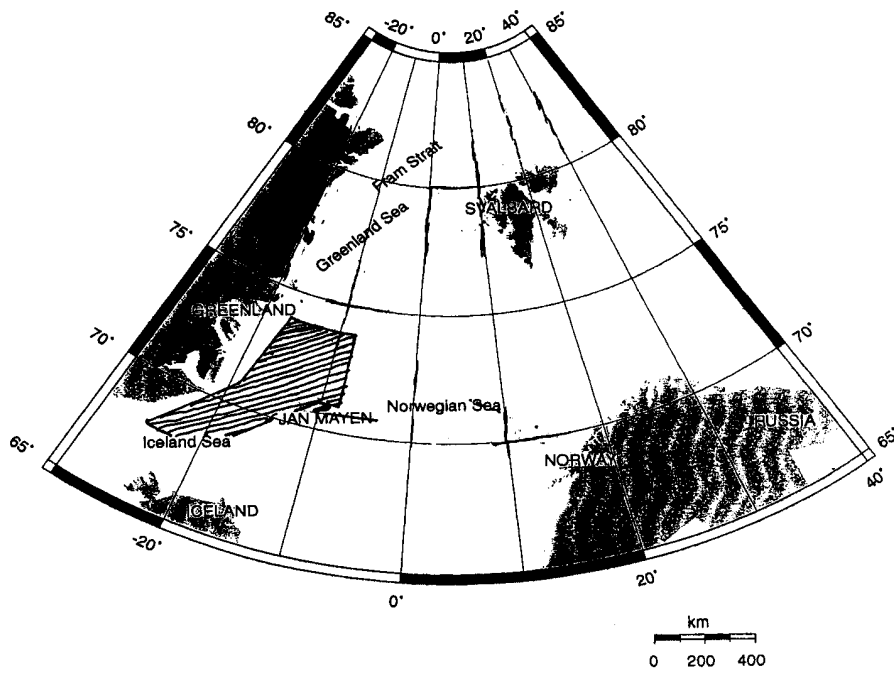 85°
-20°
0°
20°
40°
85°
80°
80°
Fram Strait
SVALBARD
Greenland Sea
75°
75°
GREENLAND
70°
70°
Norwegian Sea
JAN MAYEN
RUSSIA
Iceland Sea
65°
65°
NORWAY
40°
ICELAND
-20°
20°
0°
km
0 200 400